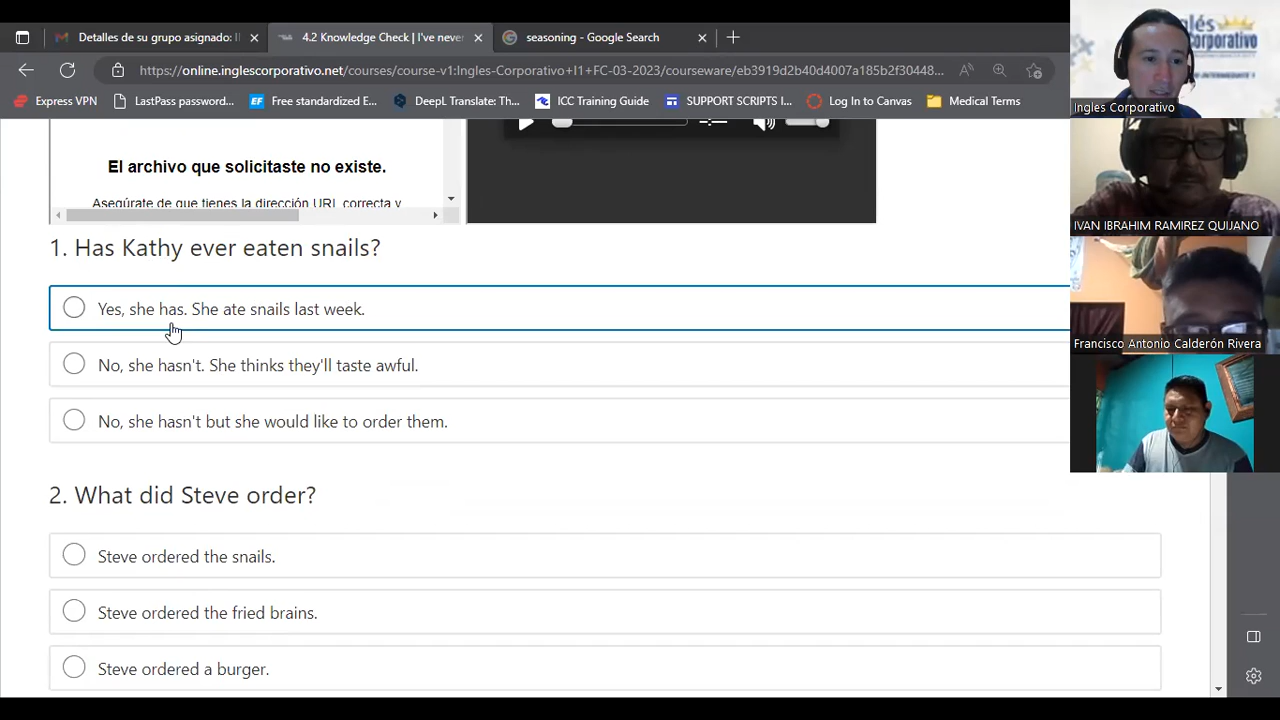 Detalles de su grupo asignado: II
4.2 Knowledge Check | I've never
seasoning - Google Search
https://online.inglescorporativo.net/courses/course-v1:Ingles-Corporativo+I1+FC-03-2023/courseware/eb3919d2b40d4007a185b2f30448...
Express VPN
LastPass password...
EF Free standardized E...
DeepL Translate: Th...
ICC Training Guide
SUPPORT SCRIPTS I...
Log In to Canvas
Medical Terms
El archivo que solicitaste no existe.
Asegúrate de que tienes la dirección URL correcta y
1. Has Kathy ever eaten snails?
Yes, she has. She ate snails last week.
No, she hasn't. She thinks they'll taste awful.
No, she hasn't but she would like to order them.
2. What did Steve order?
Steve ordered the snails.
Steve ordered the fried brains.
Steve ordered a burger.
Ingles Corporativo
IVAN IBRAHIM RAMIREZ QUIJANO
Francisco Antonio Calderón Rivera